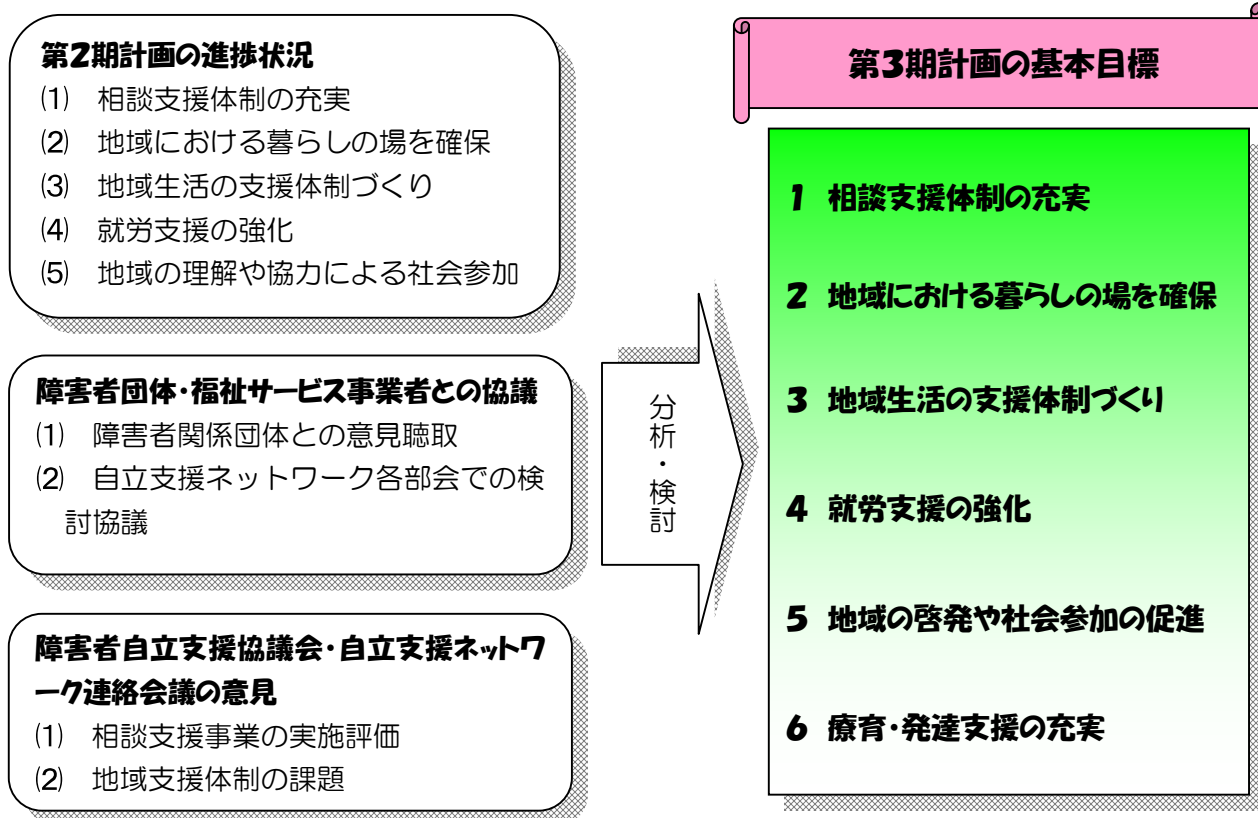 第2期計画の進捗状況
⑴ 相談支援体制の充実
⑵ 地域における暮らしの場を確保
⑶ 地域生活の支援体制づくり
⑷ 就労支援の強化
⑸ 地域の理解や協力による社会参加
障害者団体・福祉サービス事業者との協議
⑴ 障害者関係団体との意見聴取
⑵ 自立支援ネットワーク各部会での検
討協議
障害者自立支援協議会・自立支援ネットワ
ーク連絡会議の意見
⑴ 相談支援事業の実施評価
⑵ 地域支援体制の課題
分析・検討
第3期計画の基本目標
1 相談支援体制の充実
2 地域における暮らしの場を確保
3 地域生活の支援体制づくり
4 就労支援の強化
5 地域の啓発や社会参加の促進
6 療育・発達支援の充実